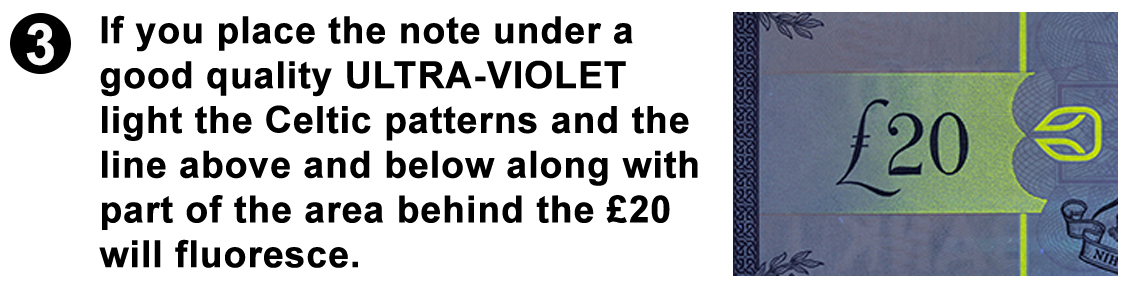 3
If you place the note under a
good quality ULTRA-VIOLET
light the Celtic patterns and the
line above and below along with
part of the area behind the £20
will fluoresce.
£20
NIH